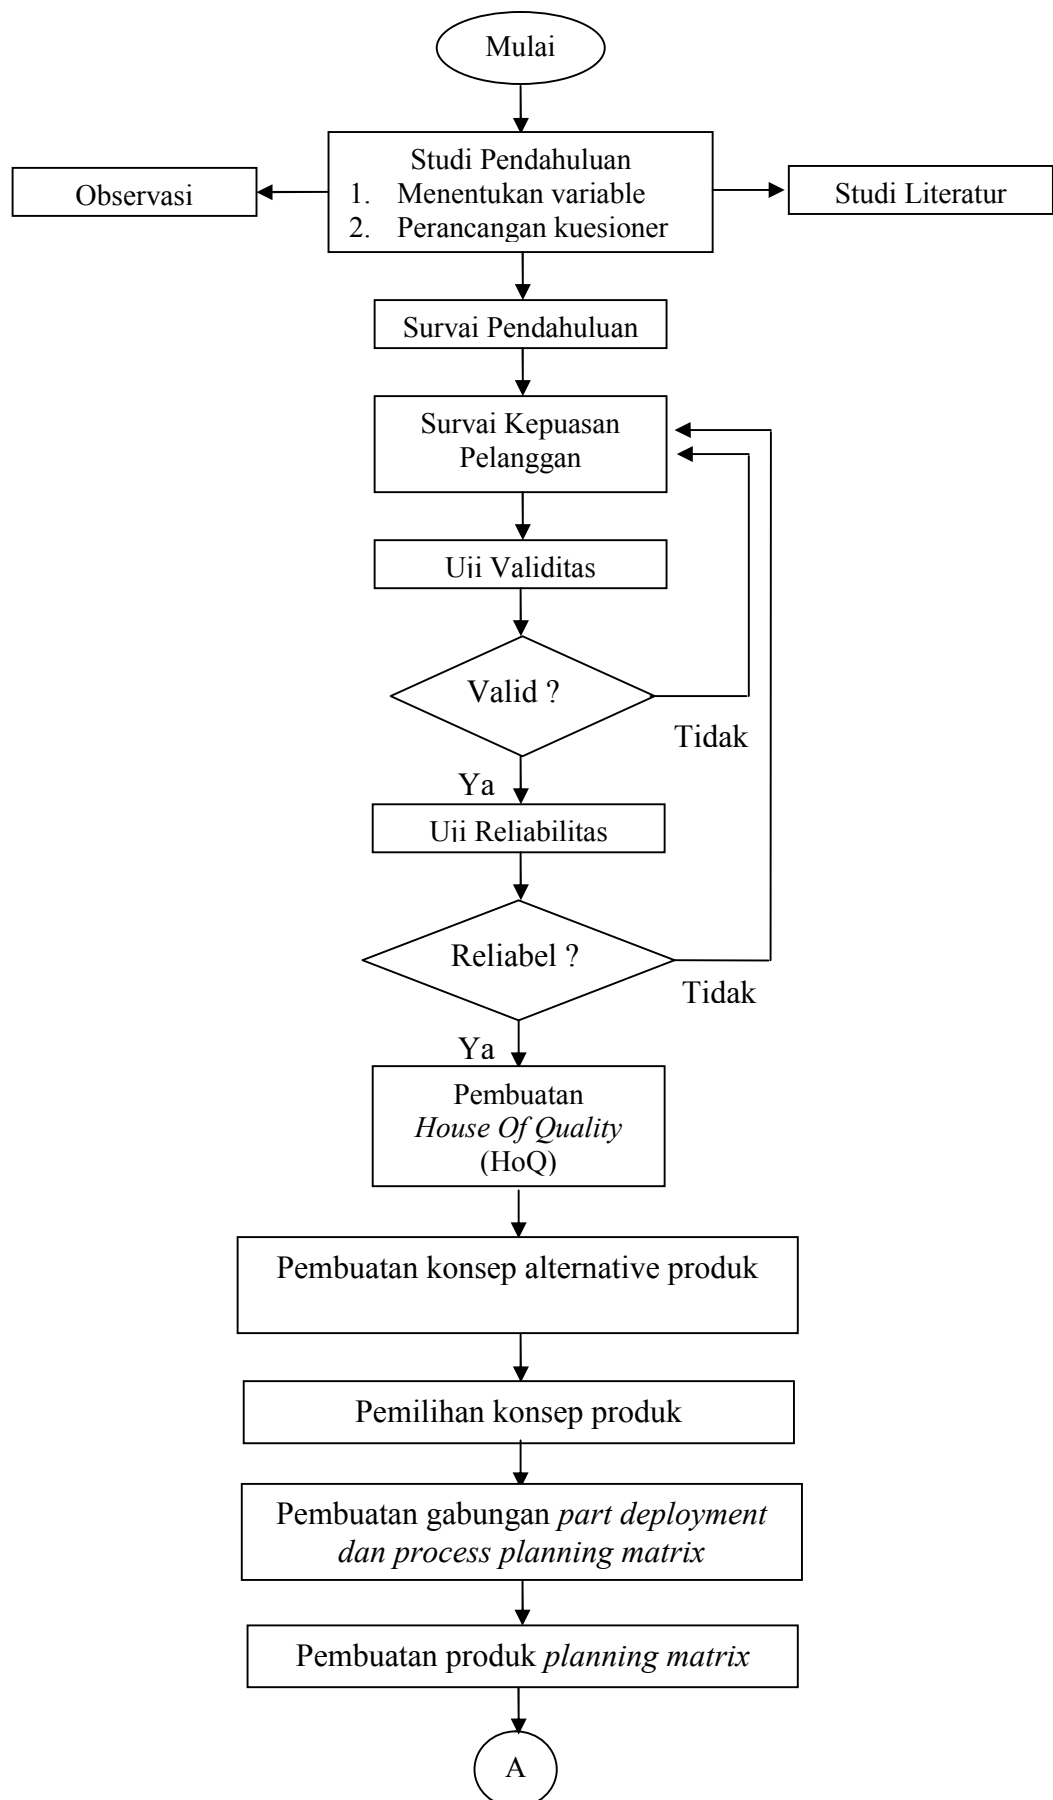 Mulai
Studi Pendahuluan
1. Menentukan variable
2. Perancangan kuesioner
Observasi
Studi Literatur
Survai Pendahuluan
Survai Kepuasan
Pelanggan
Uji Validitas
Valid ?
Tidak
Ya
Uji Reliabilitas
Reliabel ?
Tidak
Ya
Pembuatan
House Of Quality
(HoQ)
Pembuatan konsep alternative produk
Pemilihan konsep produk
Pembuatan gabungan part deployment
dan process planning matrix
Pembuatan produk planning matrix
A